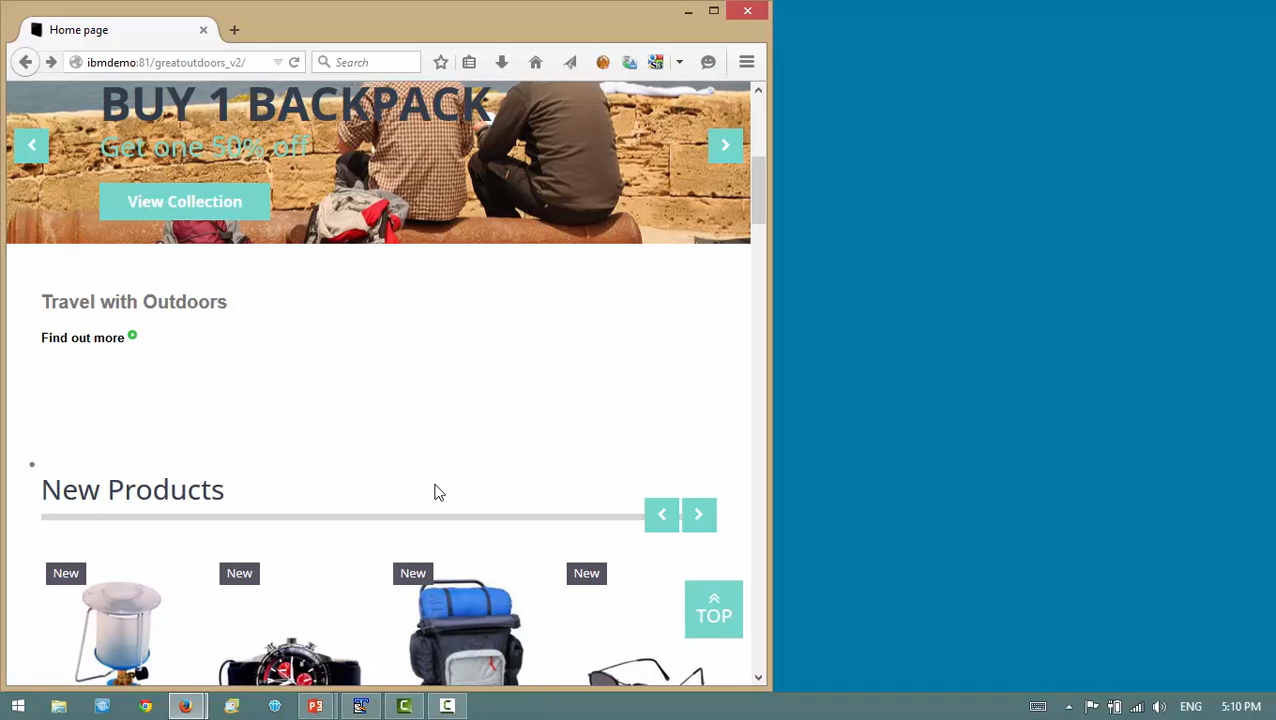 Home page
ibmdemo:81/greatoutdoors_v2/
Search
BUY 1 BACKPACK
Get one 50% off
View Collection
Travel with Outdoors
Find out more
New Products
New
New
New
New
TOP
ENG
5:10 PM